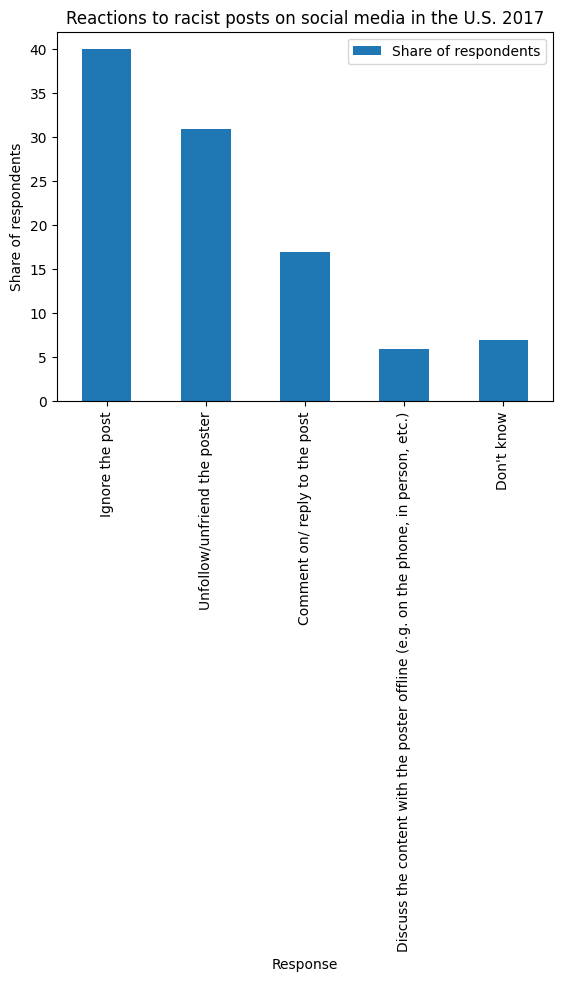 Reactions to racist posts on social media in the U.S. 2017
Share of respondents
Share of respondents
40
35
30
25
20
15
10
5
0
Ignore the post
Unfollow/unfriend the poster
Comment on/ reply to the post
Discuss the content with the poster offline (e.g. on the phone, in person, etc.)
Don't know
Response